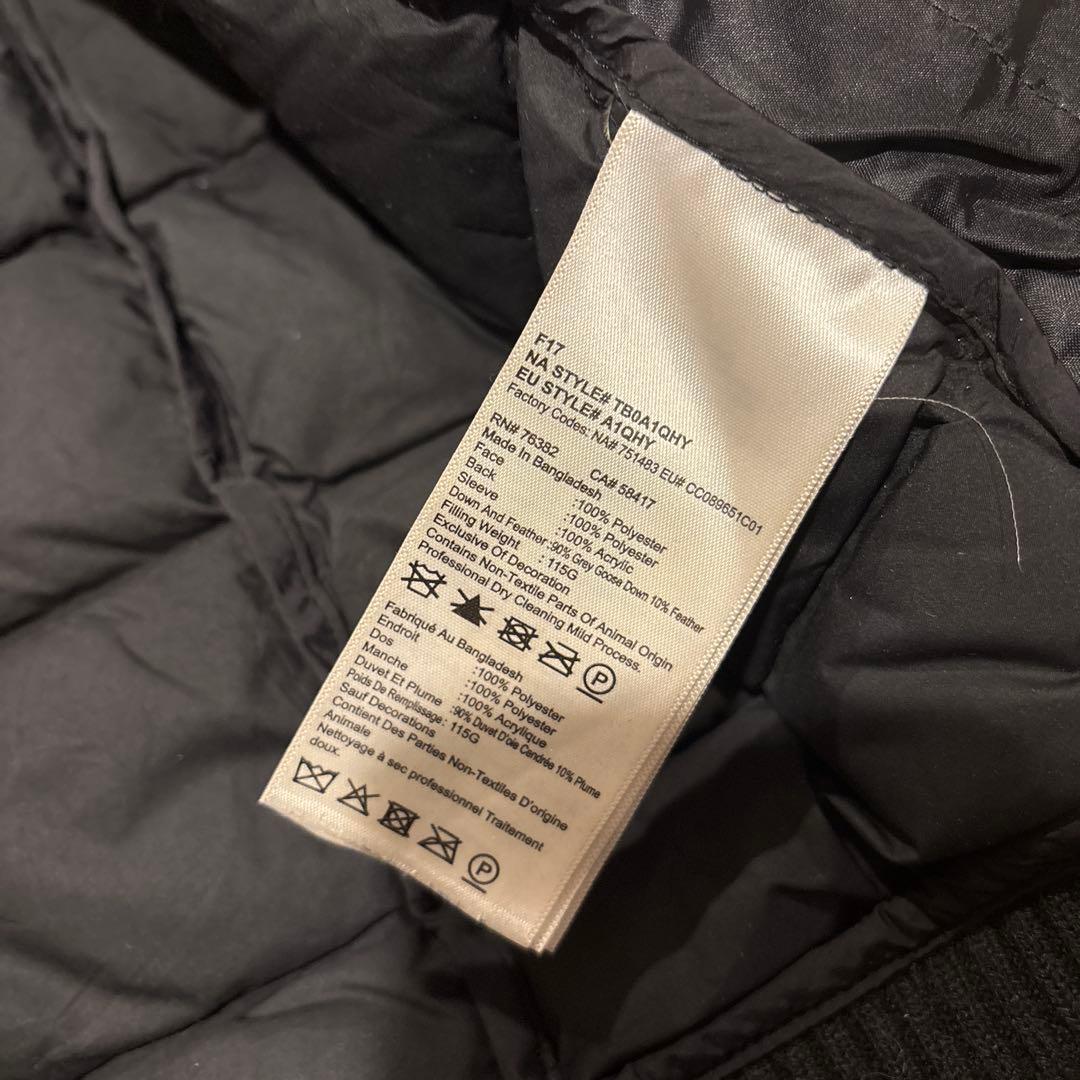 F17
NA STYLE# TB0A1QHY
EU STYLE# A1QHY
Factory Codes: NA# 751483 EU# CC089651C01
RN# 76382 CA# 58417
Made In Bangladesh
Face :100% Polyester
Back :100% Polyester
Sleeve :100% Acrylic
Down And Feather :90% Grey Goose Down 10% Feather
Filling Weight : 115G
Exclusive Of Decoration
Contains Non-Textile Parts Of Animal Origin
Professional Dry Cleaning Mild Process.
P
Fabriqué Au Bangladesh
Endroit :100% Polyester
Dos :100% Polyester
Manche :100% Acrylique
Duvet Et Plume :90% Duvet D'oie Cendrée 10% Plume
Poids De Remplissage: 115G
Sauf Decorations
Contient Des Parties Non-Textiles D'origine
Animale
Nettoyage à sec professionnel Traitement
doux.
P